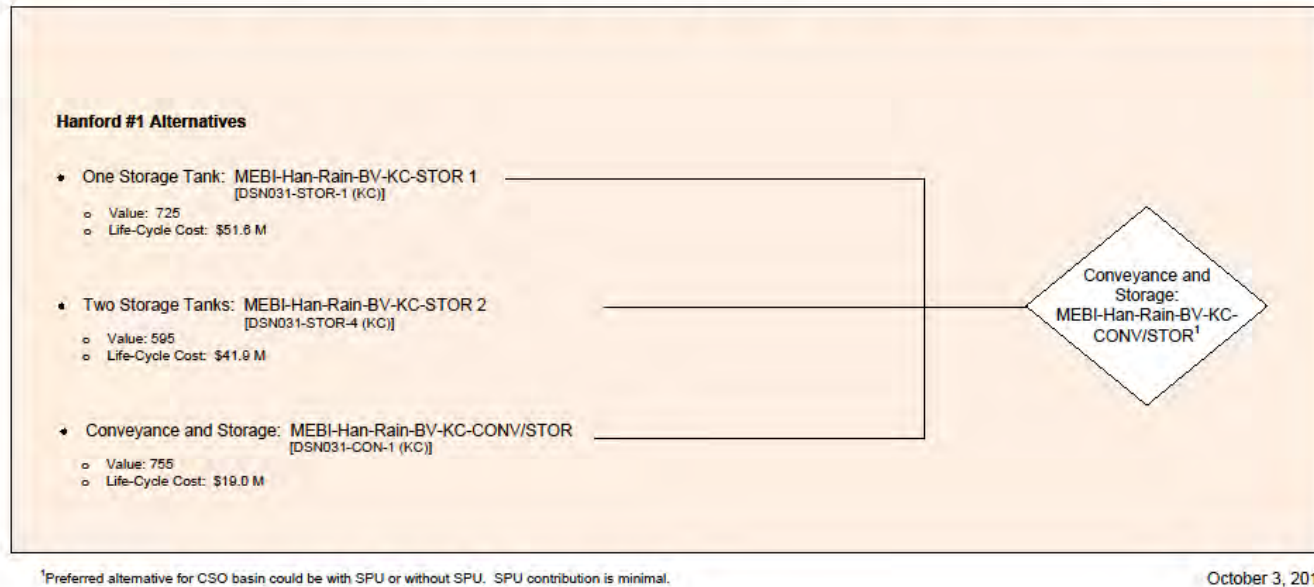 Hanford #1 Alternatives
• One Storage Tank: MEBI-Han-Rain-BV-KC-STOR 1
[DSN031-STOR-1 (KC)]
o Value: 725
o Life-Cycle Cost: $51.6 M
• Two Storage Tanks: MEBI-Han-Rain-BV-KC-STOR 2
[DSN031-STOR-4 (KC)]
o Value: 595
o Life-Cycle Cost: $41.9 M
• Conveyance and Storage: MEBI-Han-Rain-BV-KC-CONV/STOR
[DSN031-CON-1 (KC)]
o Value: 755
o Life-Cycle Cost: $19.0 M
Conveyance and
Storage:
MEBI-Han-Rain-BV-KC-
CONV/STOR¹
¹Preferred alternative for CSO basin could be with SPU or without SPU. SPU contribution is minimal.
October 3, 20